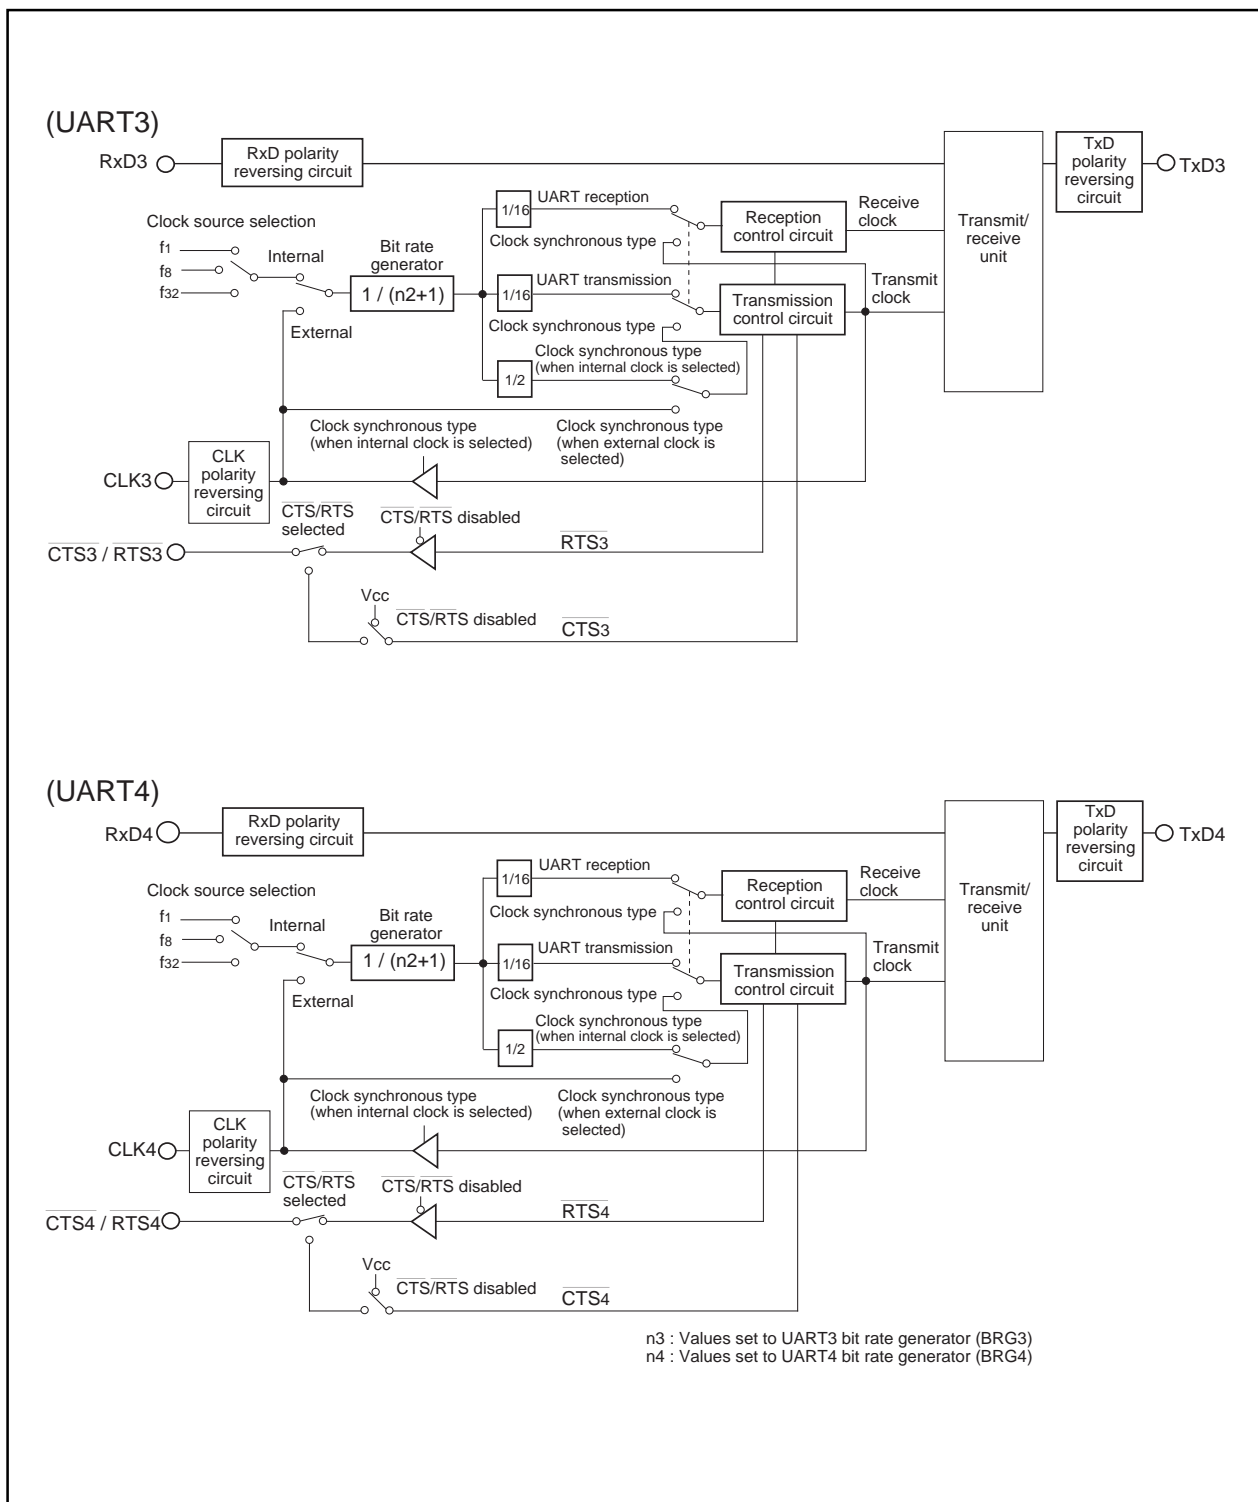 (UART3)
RxD3
RxD polarity
reversing circuit
TxD
polarity
reversing
circuit
TxD3
Clock source selection
f1
f8
f32
Internal
External
Bit rate
generator
1 / (n2+1)
1/16
UART reception
Clock synchronous type
1/16
UART transmission
Clock synchronous type
1/2
Clock synchronous type
(when internal clock is selected)
Reception
control circuit
Transmission
control circuit
Receive
clock
Transmit
clock
Transmit/
receive
unit
Clock synchronous type
(when internal clock is selected)
Clock synchronous type
(when external clock is
selected)
CLK3
CLK
polarity
reversing
circuit
CTS/RTS
selected
CTS/RTS disabled
CTS3 / RTS3
RTS3
Vcc
CTS/RTS disabled
CTS3
(UART4)
RxD4
RxD polarity
reversing circuit
TxD
polarity
reversing
circuit
TxD4
Clock source selection
f1
f8
f32
Internal
External
Bit rate
generator
1 / (n2+1)
1/16
UART reception
Clock synchronous type
1/16
UART transmission
Clock synchronous type
1/2
Clock synchronous type
(when internal clock is selected)
Reception
control circuit
Transmission
control circuit
Receive
clock
Transmit
clock
Transmit/
receive
unit
Clock synchronous type
(when internal clock is selected)
Clock synchronous type
(when external clock is
selected)
CLK4
CLK
polarity
reversing
circuit
CTS/RTS
selected
CTS/RTS disabled
CTS4 / RTS4
RTS4
Vcc
CTS/RTS disabled
CTS4
n3 : Values set to UART3 bit rate generator (BRG3)
n4 : Values set to UART4 bit rate generator (BRG4)